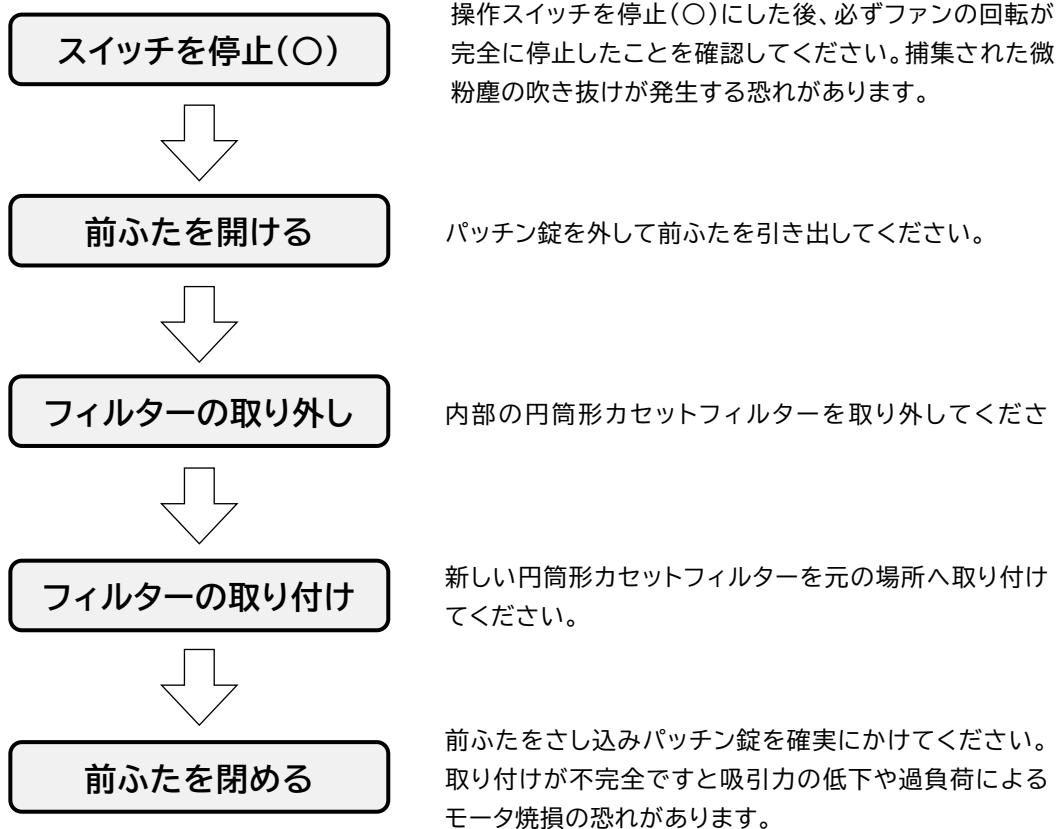 スイッチを停止(〇)
操作スイッチを停止(〇)にした後、必ずファンの回転が
完全に停止したことを確認してください。捕集された微
粉塵の吹き抜けが発生する恐れがあります。
前ふたを開ける
パッチン錠を外して前ふたを引き出してください。
フィルターの取り外し
内部の円筒形カセットフィルターを取り外してくださ
フィルターの取り付け
新しい円筒形カセットフィルターを元の場所へ取り付け
てください。
前ふたを閉める
前ふたをさし込みパッチン錠を確実にかけてください。
取り付けが不完全ですと吸引力の低下や過負荷による
モータ焼損の恐れがあります。